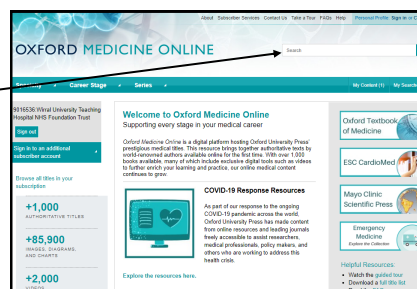 About Subscriber Services Contact Us Take a Tour FAQs Help Personal Profile: Sign in or C
OXFORD MEDICINE ONLINE
Search
Specialty Career Stage Series My Content (1) My Search
9016536 Wirral University Teaching
Hospital NHS Foundation Trust
Sign out
Sign in to an additional
subscriber account
Browse all titles in your
subscription
+1,000
AUTHORITATIVE TITLES
+85,900
IMAGES, DIAGRAMS,
AND CHARTS
+2,000
VIDEOS
Welcome to Oxford Medicine Online
Supporting every stage in your medical career
Oxford Medicine Online is a digital platform hosting Oxford University Press'
prestigious medical titles. This resource brings together authoritative texts by
world-renowned authors available online for the first time. With over 1,000
books available, many of which include exclusive digital tools such as videos
to further enrich your learning and practice, our online medical content
continues to grow.
COVID-19 Response Resources
As part of our response to the ongoing
COVID-19 pandemic across the world,
Oxford University Press has made content
from online resources and leading journals
freely accessible to assist researchers,
medical professionals, policy makers, and
others who are working to address this
health crisis.
Explore the resources here.
Oxford Textbook
of Medicine
ESC CardioMed
Mayo Clinic
Scientific Press
Emergency
Medicine
Explore the Collection
Helpful Resources:
• Watch the guided tour
• Download a full title list